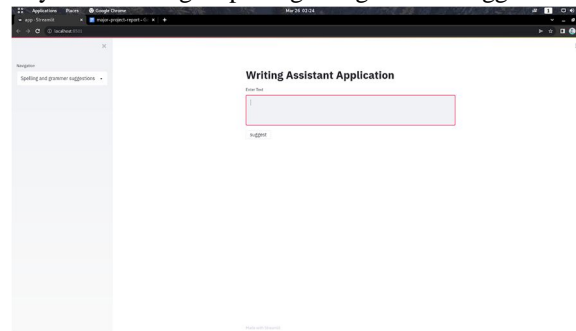 Applications Places Google Chrome
Mar 26 02:24
app · Streamlit
major-project-report - G
localhost:8501
Navigation
Spelling and grammar suggestions
Writing Assistant Application
Enter Text
suggest
Made with Streamlit